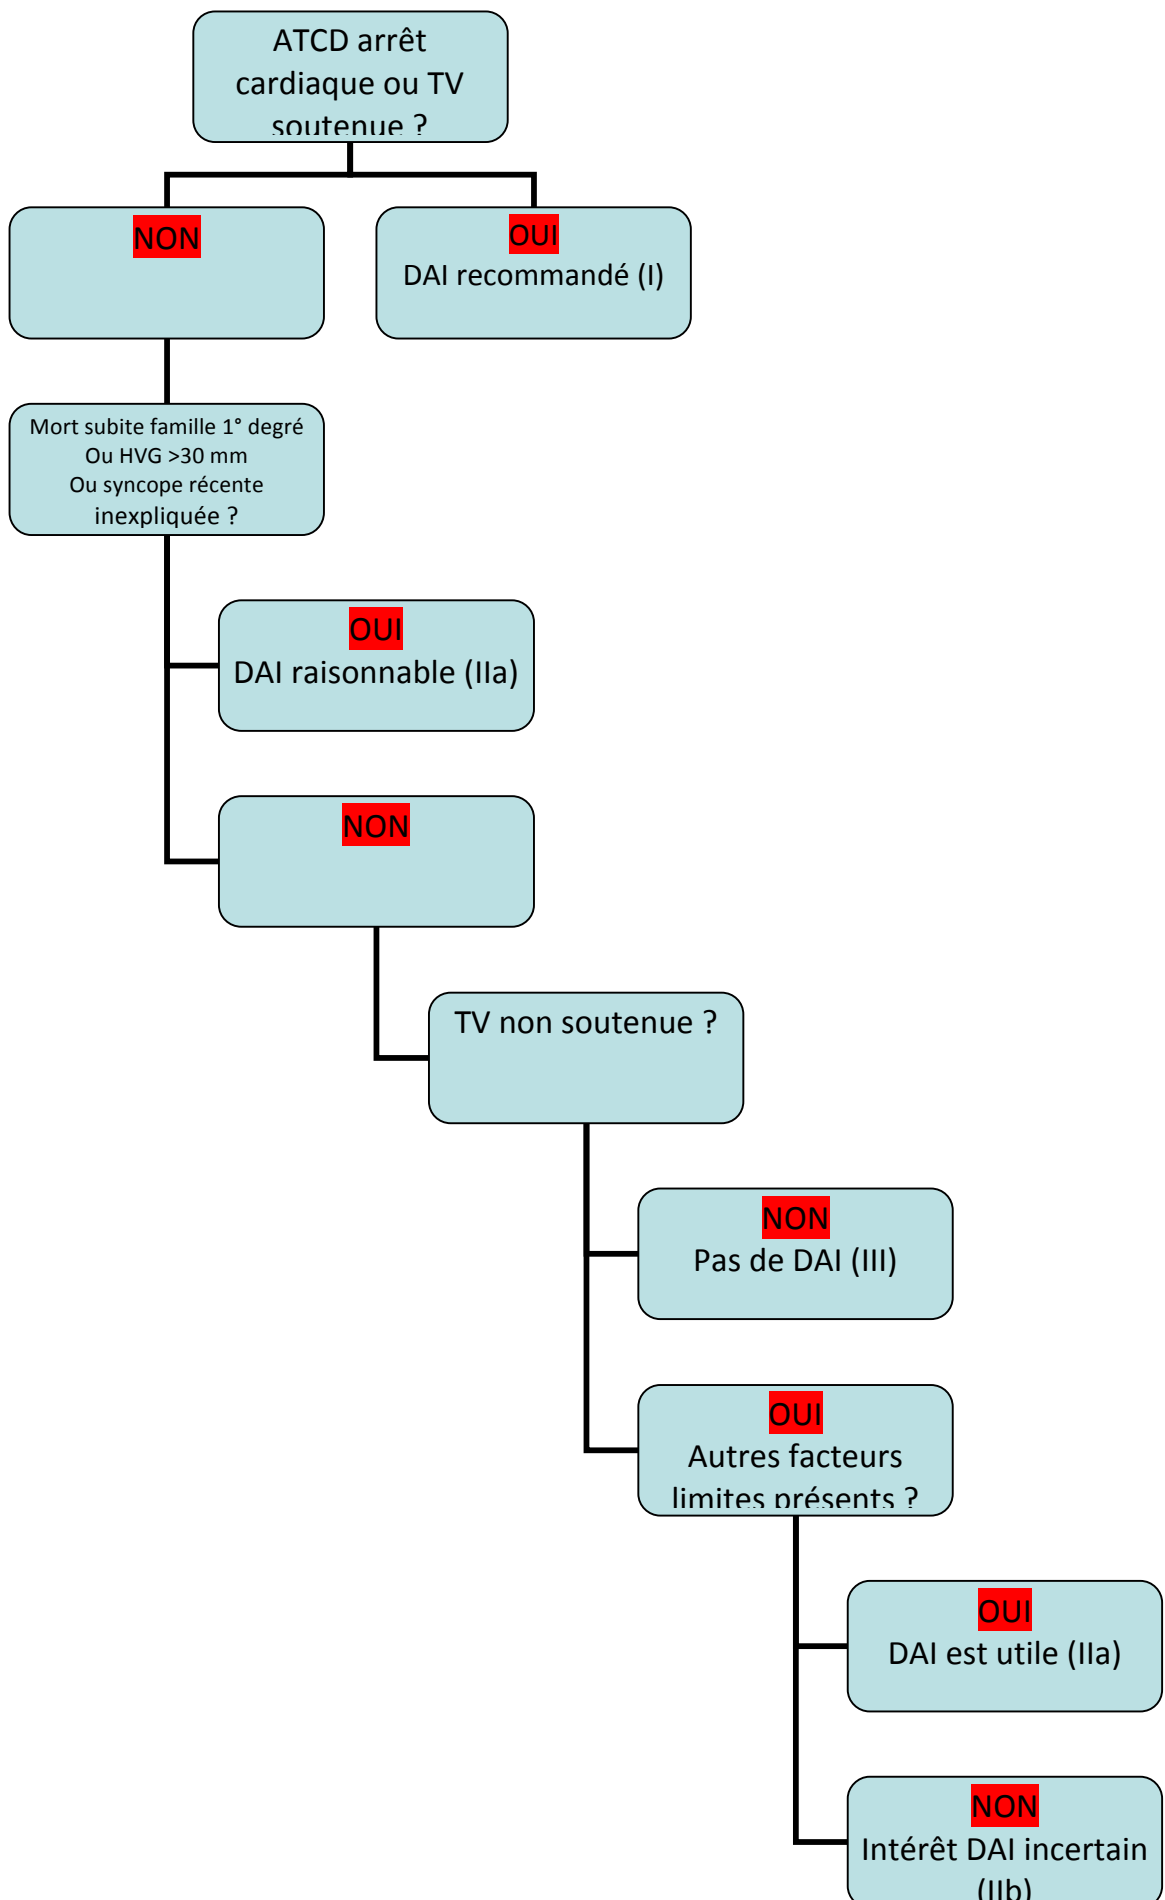 ATCD arrêt
cardiaque ou TV
soutenue ?
NON
OUI
DAI recommandé (I)
Mort subite famille 1° degré
Ou HVG >30 mm
Ou syncope récente
inexpliquée ?
OUI
DAI raisonnable (IIa)
NON
TV non soutenue ?
NON
Pas de DAI (III)
OUI
Autres facteurs
limites présents ?
OUI
DAI est utile (IIa)
NON
Intérêt DAI incertain
(IIb)